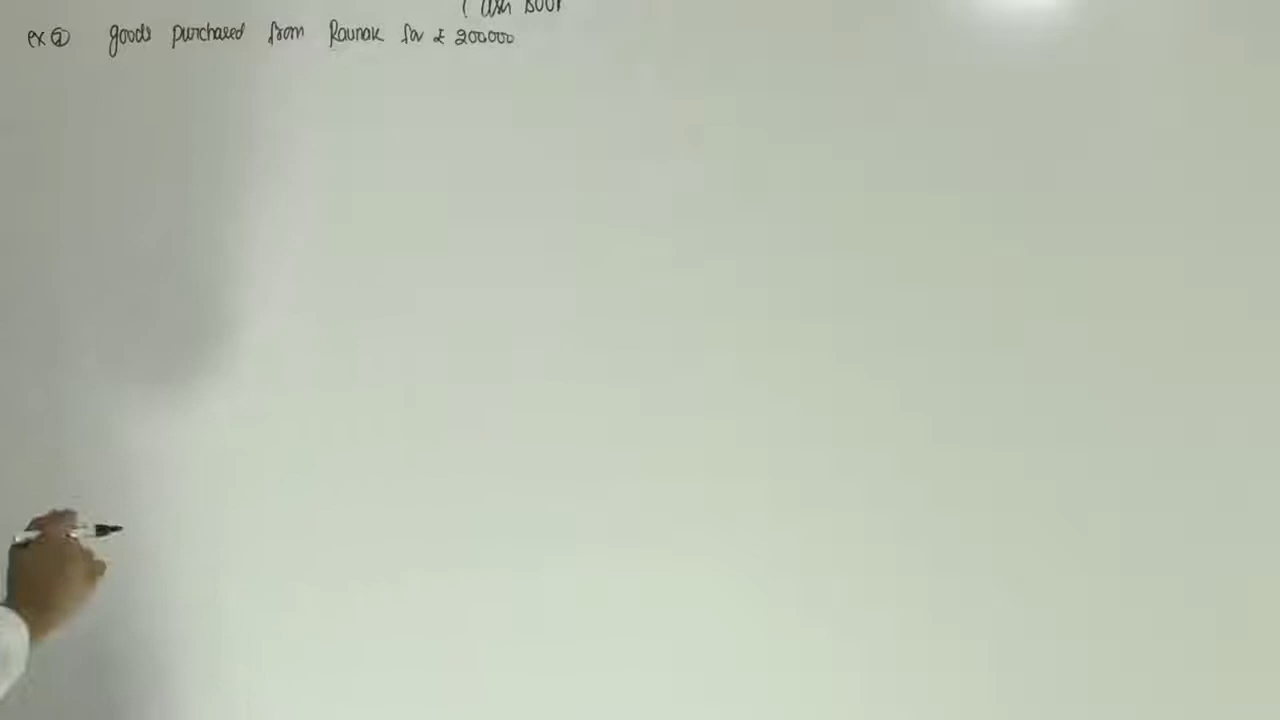 ( Cash Book
ex ② goods purchased from Raunak for ₹ 200000